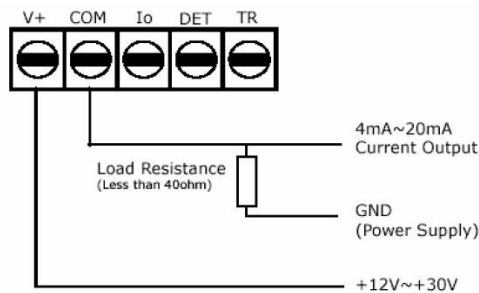 V+ COM Io DET TR
4mA~20mA
Current Output
Load Resistance
(Less than 40ohm)
GND
(Power Supply)
+12V~+30V